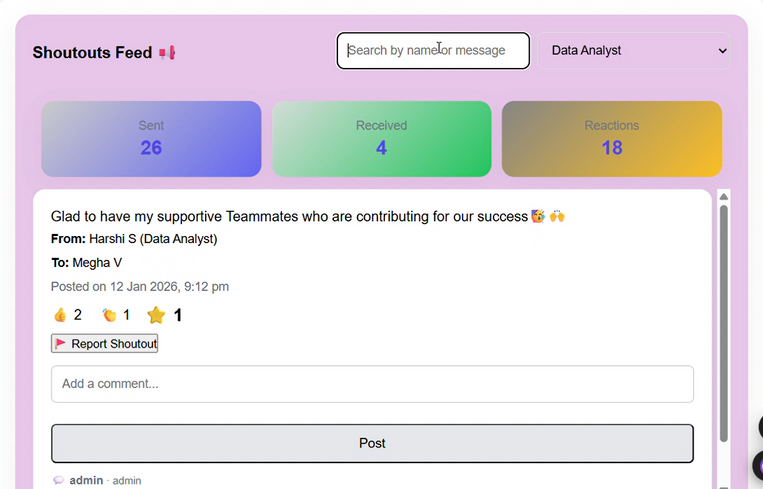 Shoutouts Feed
Search by name or message
Data Analyst
Sent
26
Received
4
Reactions
18
Glad to have my supportive Teammates who are contributing for our success
From: Harshi S (Data Analyst)
To: Megha V
Posted on 12 Jan 2026, 9:12 pm
2 1 1
Report Shoutout
Add a comment...
Post
admin · admin